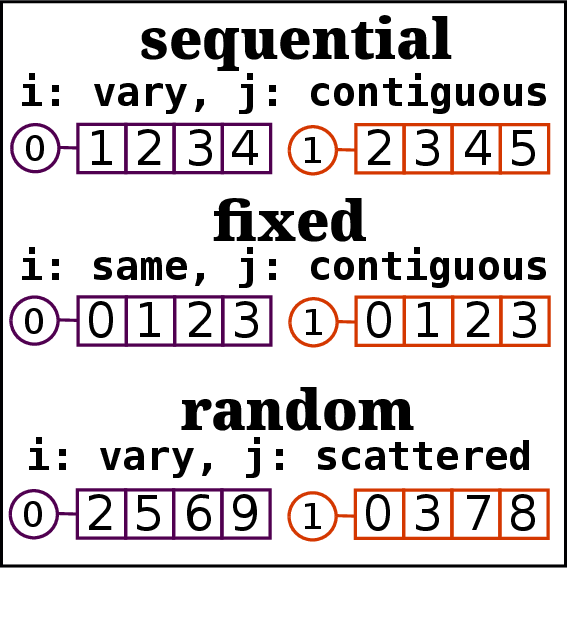 sequential
i: vary, j: contiguous
0 1 2 3 4 1 2 3 4 5
fixed
i: same, j: contiguous
0 0 1 2 3 1 0 1 2 3
random
i: vary, j: scattered
0 2 5 6 9 1 0 3 7 8